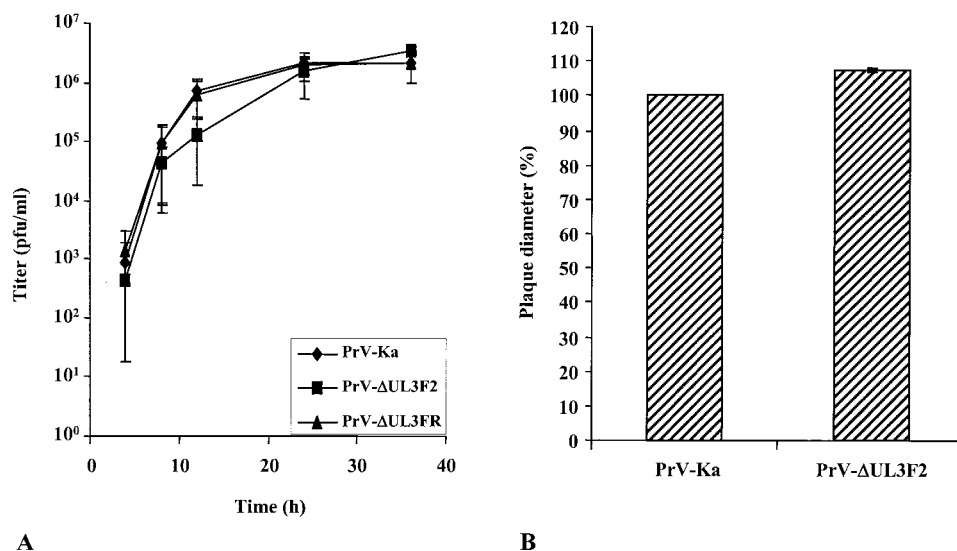 10⁷
10⁶
10⁵
10⁴
10³
10²
10¹
10⁰
Titer (pfu/ml)
0
10
20
30
40
Time (h)
PrV-Ka
PrV-ΔUL3F2
PrV-ΔUL3FR
A
120
110
100
90
80
70
60
50
40
30
20
10
0
Plaque diameter (%)
PrV-Ka
PrV-ΔUL3F2
B